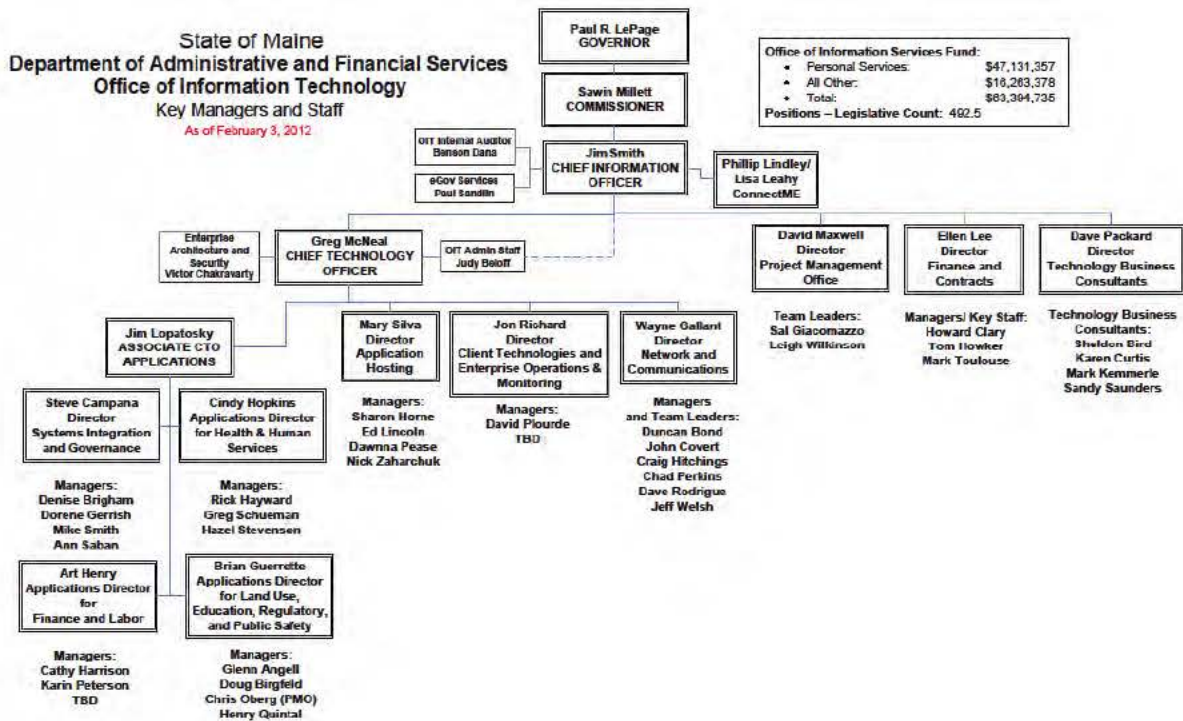 State of Maine
Department of Administrative and Financial Services
Office of Information Technology
Key Managers and Staff
As of February 3, 2012
Paul R. LePage
GOVERNOR
Sawin Millett
COMMISSIONER
Office of Information Services Fund:
• Personal Services: $47,131,357
• All Other: $16,263,378
• Total: $63,394,735
Positions – Legislative Count: 492.5
OIT Internal Auditor
Benson Dana
eGov Services
Paul Sandlin
Jim Smith
CHIEF INFORMATION
OFFICER
Phillip Lindley/
Lisa Leahy
ConnectME
Enterprise
Architecture and
Security
Victor Chakravarty
Greg McNeal
CHIEF TECHNOLOGY
OFFICER
OIT Admin Staff
Judy Beloff
David Maxwell
Director
Project Management
Office
Team Leaders:
Sal Giacomazzo
Leigh Wilkinson
Ellen Lee
Director
Finance and
Contracts
Managers/ Key Staff:
Howard Clary
Tom Howker
Mark Toulouse
Dave Packard
Director
Technology Business
Consultants
Technology Business
Consultants:
Sheldon Bird
Karen Curtis
Mark Kemmerle
Sandy Saunders
Jim Lopatosky
ASSOCIATE CTO
APPLICATIONS
Mary Silva
Director
Application
Hosting
Managers:
Sharon Horne
Ed Lincoln
Dawnna Pease
Nick Zaharchuk
Jon Richard
Director
Client Technologies and
Enterprise Operations &
Monitoring
Managers:
David Plourde
TBD
Wayne Gallant
Director
Network and
Communications
Managers
and Team Leaders:
Duncan Bond
John Covert
Craig Hitchings
Chad Perkins
Dave Rodrigue
Jeff Welsh
Steve Campana
Director
Systems Integration
and Governance
Managers:
Denise Brigham
Dorene Gerrish
Mike Smith
Ann Saban
Cindy Hopkins
Applications Director
for Health & Human
Services
Managers:
Rick Hayward
Greg Schueman
Hazel Stevensen
Art Henry
Applications Director
for
Finance and Labor
Managers:
Cathy Harrison
Karin Peterson
TBD
Brian Guerrette
Applications Director
for Land Use,
Education, Regulatory,
and Public Safety
Managers:
Glenn Angell
Doug Birgfeld
Chris Oberg (PMO)
Henry Quintal